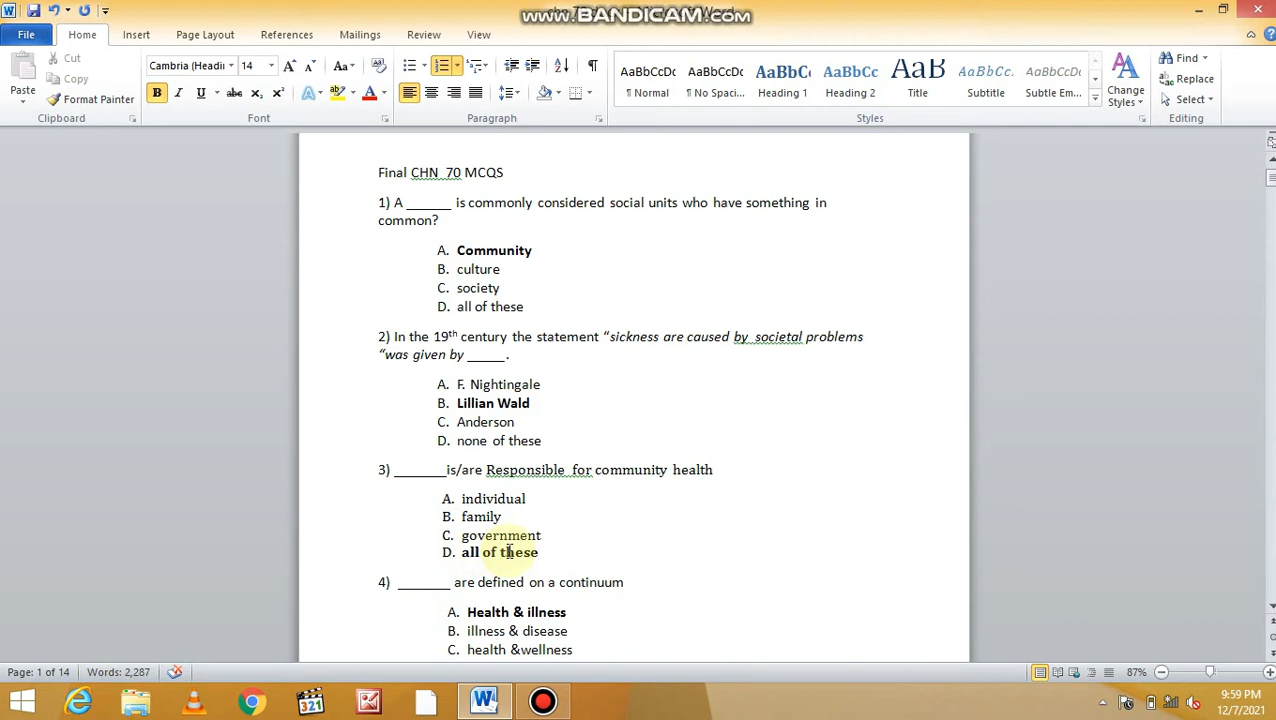 www.BANDICAM.com
File Home Insert Page Layout References Mailings Review View
Paste
Cut
Copy
Format Painter
Clipboard
Cambria (Headi 14
B I U abe X₂ X²
Font
Paragraph
AaBbCcDc AaBbCcDc AaBbC AaBbCc AaB AaBbCc. AaBbCcDc
¶ Normal ¶ No Spaci... Heading 1 Heading 2 Title Subtitle Subtle Em...
Styles
Change Styles
Find
Replace
Select
Editing
Final CHN 70 MCQS
1) A ______ is commonly considered social units who have something in
common?
A. Community
B. culture
C. society
D. all of these
2) In the 19th century the statement “sickness are caused by societal problems
“was given by _____.
A. F. Nightingale
B. Lillian Wald
C. Anderson
D. none of these
3) _______is/are Responsible for community health
A. individual
B. family
C. government
D. all of these
4) _______ are defined on a continuum
A. Health & illness
B. illness & disease
C. health &wellness
Page: 1 of 14 Words: 2,287 87%
321
9:59 PM
12/7/2021